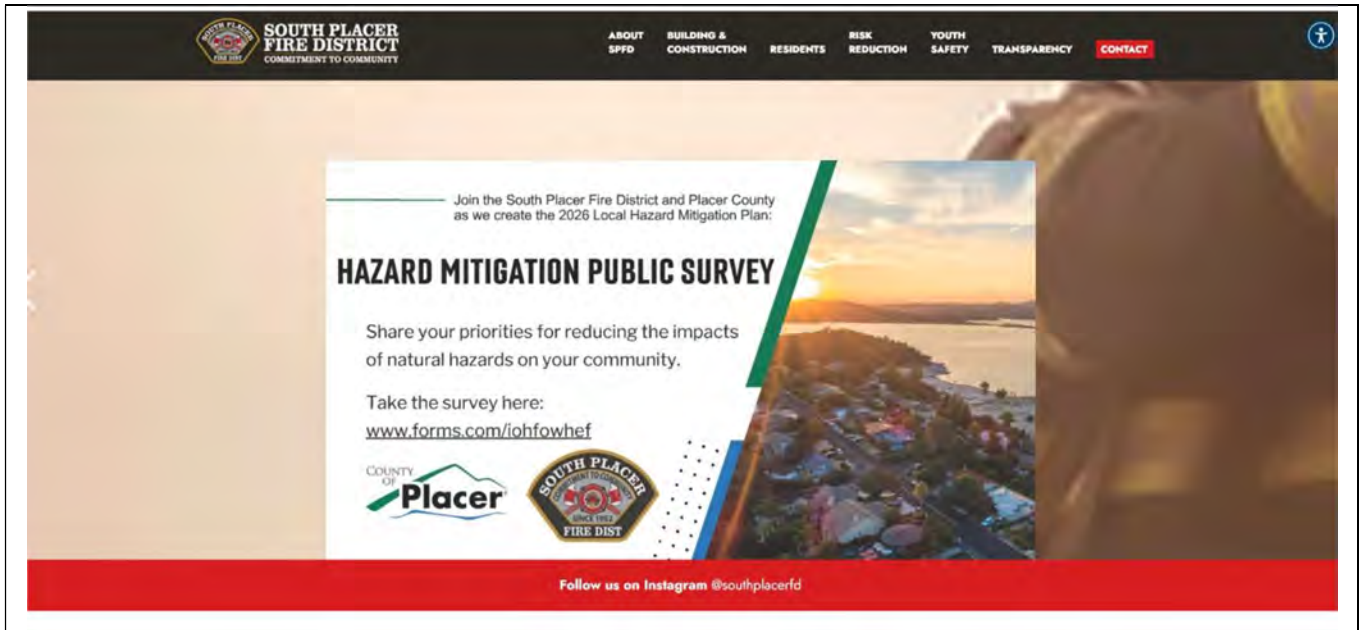 SOUTH PLACER
FIRE DISTRICT
COMMITMENT TO COMMUNITY
ABOUT
SPFD
BUILDING &
CONSTRUCTION
RESIDENTS
RISK
REDUCTION
YOUTH
SAFETY
TRANSPARENCY
CONTACT
Join the South Placer Fire District and Placer County
as we create the 2026 Local Hazard Mitigation Plan:
HAZARD MITIGATION PUBLIC SURVEY
Share your priorities for reducing the impacts
of natural hazards on your community.
Take the survey here:
www.forms.com/iohfowhef
COUNTY
OF
Placer
SOUTH PLACER
COMMITMENT TO COMMUNITY
SINCE 1952
FIRE DIST
Follow us on Instagram @southplacerfd